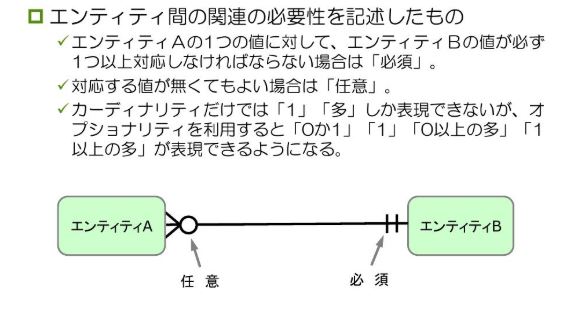 エンティティ間の関連の必要性を記述したもの
✓エンティティAの1つの値に対して、エンティティBの値が必ず
1つ以上対応しなければならない場合は「必須」。
✓対応する値が無くてもよい場合は「任意」。
✓カーディナリティだけでは「1」「多」しか表現できないが、オ
プショナリティを利用すると「0か1」「1」「0以上の多」「1
以上の多」が表現できるようになる。
エンティティA
エンティティB
任 意
必 須